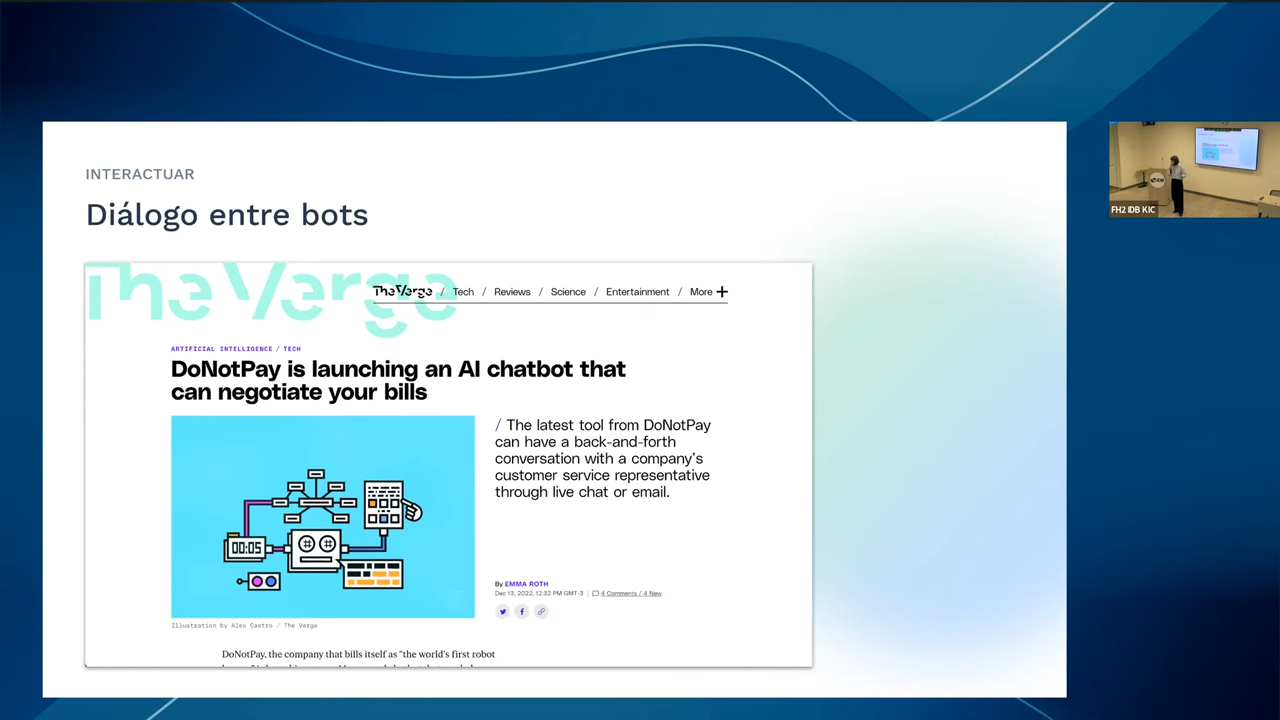 INTERACTUAR
Diálogo entre bots
The Verge
The Verge / Tech / Reviews / Science / Entertainment / More +
ARTIFICIAL INTELLIGENCE / TECH
DoNotPay is launching an AI chatbot that
can negotiate your bills
/ The latest tool from DoNotPay
can have a back-and-forth
conversation with a company's
customer service representative
through live chat or email.
00:05
By EMMA ROTH
Dec 13, 2022, 12:32 PM GMT-3 | 4 Comments / 4 New
Illustration by Alex Castro / The Verge
DoNotPay, the company that bills itself as "the world's first robot
FH2 IDB KIC
IDB